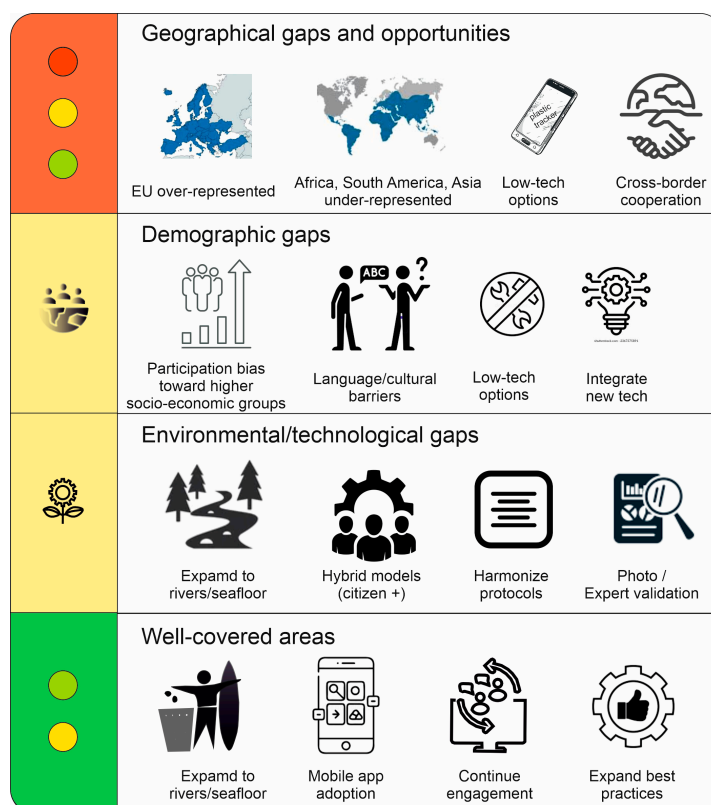 Geographical gaps and opportunities
plastic
tracker
EU over-represented
Africa, South America, Asia
under-represented
Low-tech
options
Cross-border
cooperation
Demographic gaps
ABC
?
Participation bias
toward higher
socio-economic groups
Language/cultural
barriers
Low-tech
options
Integrate
new tech
Environmental/technological gaps
Expamd to
rivers/seafloor
Hybrid models
(citizen +)
Harmonize
protocols
Photo /
Expert validation
Well-covered areas
Expamd to
rivers/seafloor
Mobile app
adoption
Continue
engagement
Expand best
practices